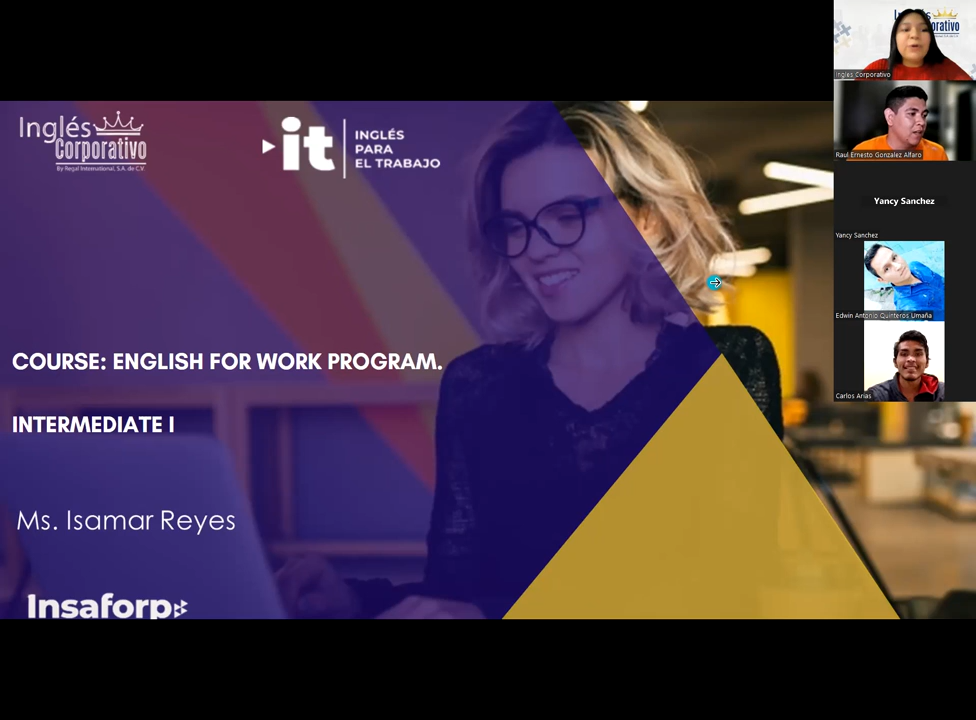 Inglés
Corporativo
By Regal International, S.A. de C.V.
it
INGLÉS
PARA
EL TRABAJO
COURSE: ENGLISH FOR WORK PROGRAM.
INTERMEDIATE I
Ms. Isamar Reyes
Insaforp
Ingles Corporativo
Raul Ernesto Gonzalez Alfaro
Yancy Sanchez
Yancy Sanchez
Edwin Antonio Quinteros Umaña
Carlos Arias